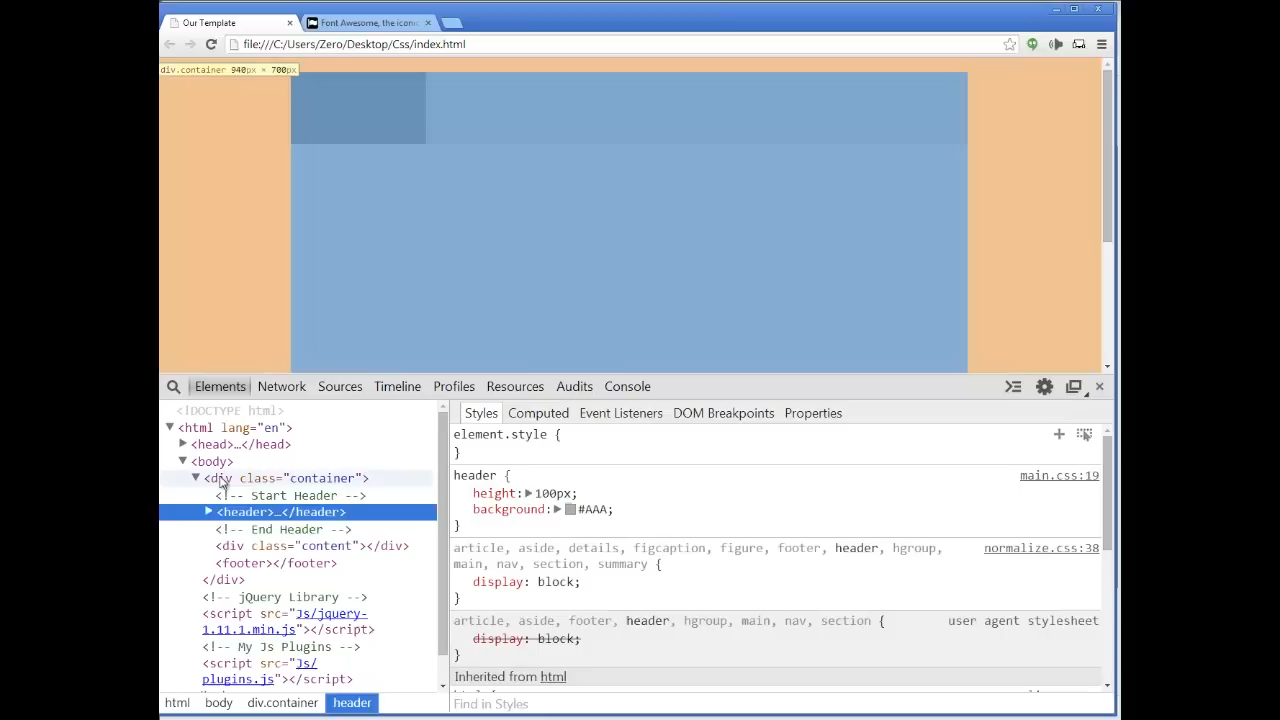 Our Template
Font Awesome, the iconic
file:///C:/Users/Zero/Desktop/Css/index.html
div.container 940px × 700px
Elements Network Sources Timeline Profiles Resources Audits Console
<!DOCTYPE html>
<html lang="en">
<head>…</head>
<body>
<div class="container">
<!-- Start Header -->
<header>…</header>
<!-- End Header -->
<div class="content"></div>
<footer></footer>
</div>
<!-- jQuery Library -->
<script src="Js/jquery-
1.11.1.min.js"></script>
<!-- My Js Plugins -->
<script src="Js/
plugins.js"></script>
html body div.container header
Styles Computed Event Listeners DOM Breakpoints Properties
element.style {
}
header { main.css:19
height: 100px;
background: #AAA;
}
article, aside, details, figcaption, figure, footer, header, hgroup, normalize.css:38
main, nav, section, summary {
display: block;
}
article, aside, footer, header, hgroup, main, nav, section { user agent stylesheet
display: block;
}
Inherited from html
Find in Styles